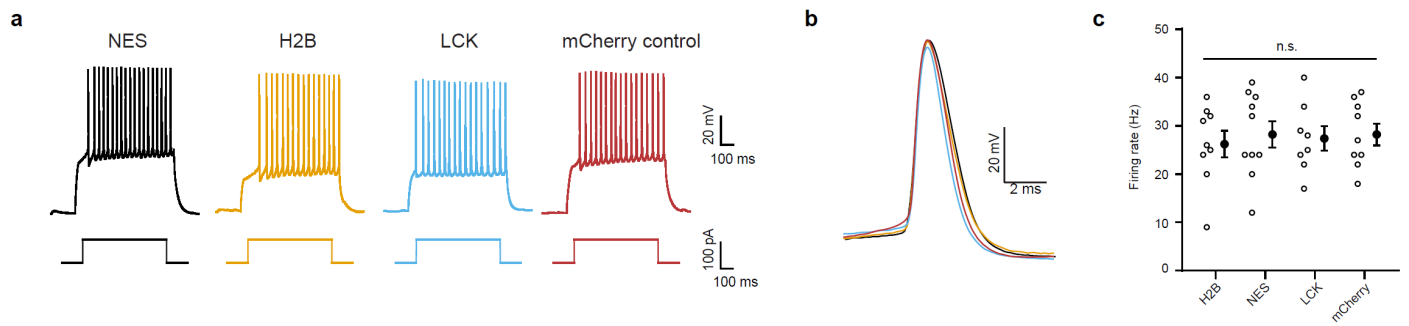 a
NES
H2B
LCK
mCherry control
20 mV
100 ms
100 pA
100 ms
b
20 mV
2 ms
c
50
40
30
20
10
0
Firing rate (Hz)
n.s.
H2B
NES
LCK
mCherry